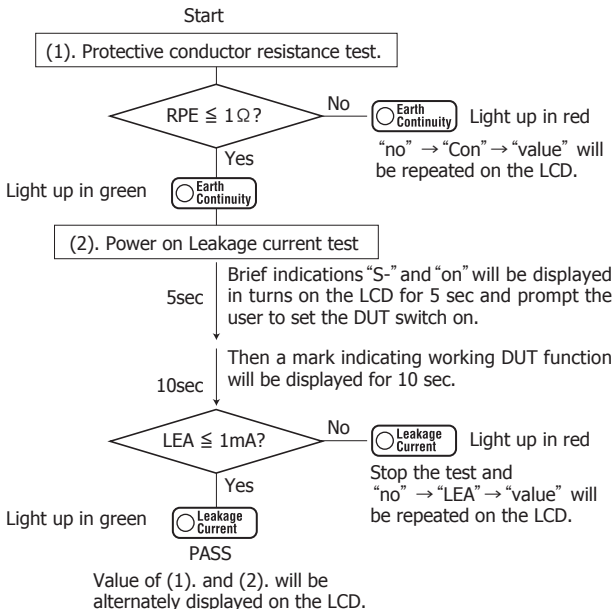 Start
(1). Protective conductor resistance test.
RPE ≦ 1Ω?
No
Earth
Continuity
Light up in red
“no” →“Con”→“value” will
be repeated on the LCD.
Yes
Light up in green
Earth
Continuity
(2). Power on Leakage current test
5sec
Brief indications “S-” and “on” will be displayed
in turns on the LCD for 5 sec and prompt the
user to set the DUT switch on.
10sec
Then a mark indicating working DUT function
will be displayed for 10 sec.
LEA ≦ 1mA?
No
Leakage
Current
Light up in red
Stop the test and
“no” →“LEA”→“value” will
be repeated on the LCD.
Yes
Light up in green
Leakage
Current
PASS
Value of (1). and (2). will be
alternately displayed on the LCD.